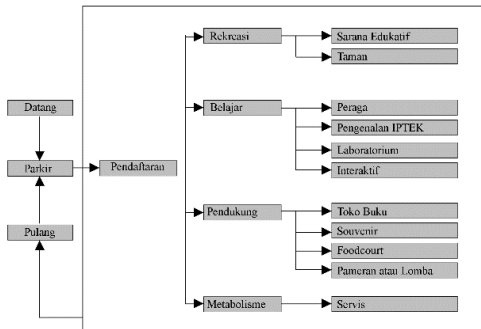 Rekreasi
Sarana Edukatif
Taman
Datang
Belajar
Peraga
Pengenalan IPTEK
Laboratorium
Parkir
Pendaftaran
Interaktif
Pulang
Pendukung
Toko Buku
Souvenir
Foodcourt
Pameran atau Lomba
Metabolisme
Servis